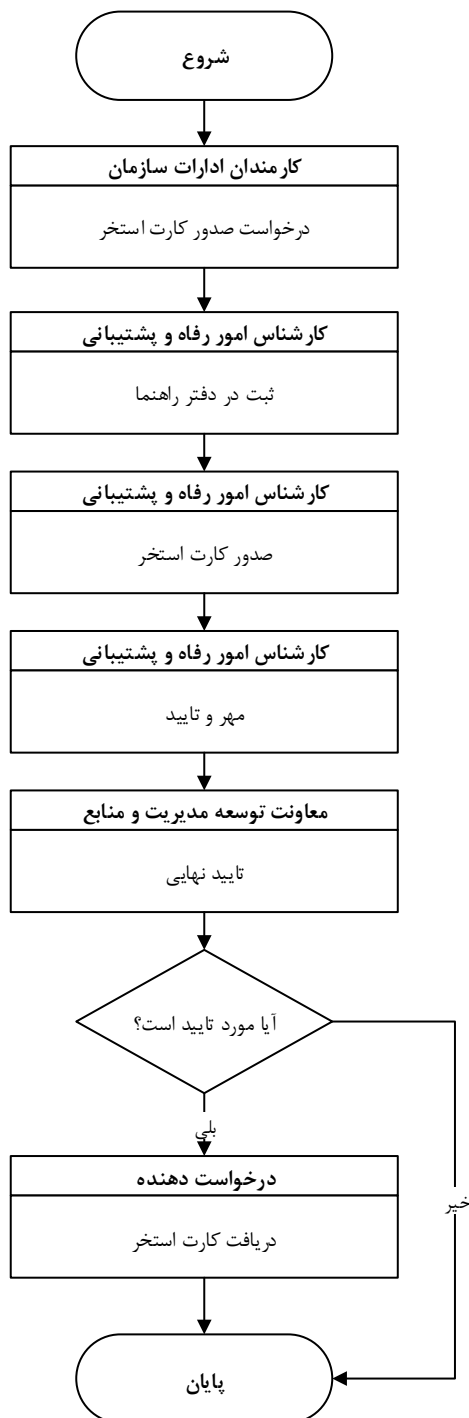 شروع
کارمندان ادارات سازمان
درخواست صدور کارت استخر
کارشناس امور رفاه و پشتیبانی
ثبت در دفتر راهنما
کارشناس امور رفاه و پشتیبانی
صدور کارت استخر
کارشناس امور رفاه و پشتیبانی
مهر و تایید
معاونت توسعه مدیریت و منابع
تایید نهایی
آیا مورد تایید است؟
بلی
درخواست دهنده
خیر
دریافت کارت استخر
پایان